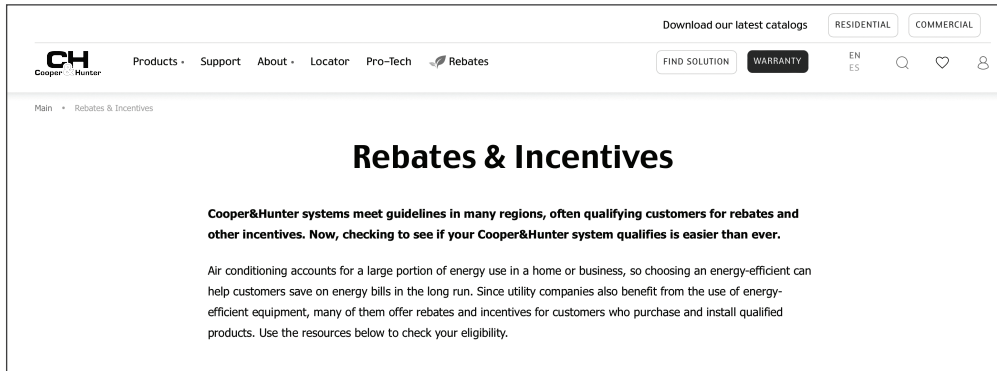 Download our latest catalogs RESIDENTIAL COMMERCIAL
CH
Cooper&Hunter
Products • Support About • Locator Pro-Tech Rebates FIND SOLUTION WARRANTY EN
ES
Main • Rebates & Incentives
Rebates & Incentives
Cooper&Hunter systems meet guidelines in many regions, often qualifying customers for rebates and
other incentives. Now, checking to see if your Cooper&Hunter system qualifies is easier than ever.
Air conditioning accounts for a large portion of energy use in a home or business, so choosing an energy-efficient can
help customers save on energy bills in the long run. Since utility companies also benefit from the use of energy-
efficient equipment, many of them offer rebates and incentives for customers who purchase and install qualified
products. Use the resources below to check your eligibility.